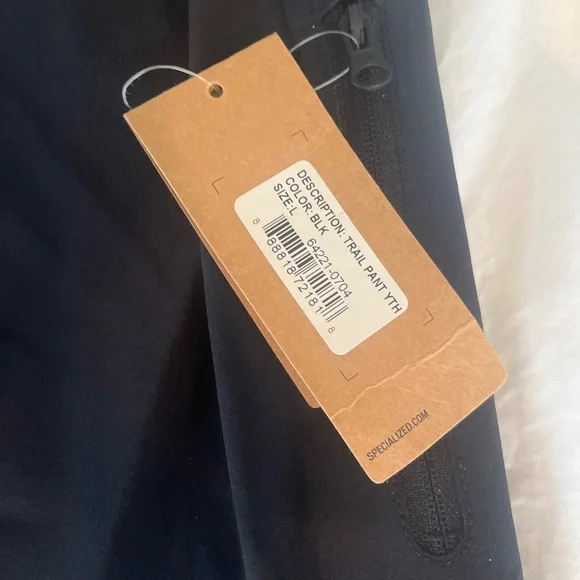 DESCRIPTION: TRAIL PANT YTH
COLOR: BLK
SIZE:L 64221-0704
8 88818 72181 8
SPECIALIZED.COM